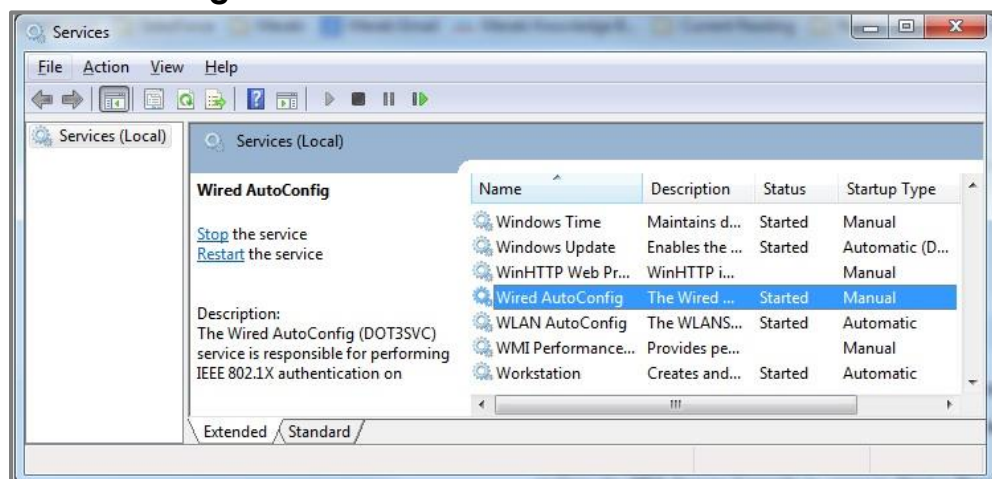 Services
File Action View Help
Services (Local)
Services (Local)
Wired AutoConfig
Stop the service
Restart the service
Description:
The Wired AutoConfig (DOT3SVC)
service is responsible for performing
IEEE 802.1X authentication on
Name Description Status Startup Type
Windows Time Maintains d... Started Manual
Windows Update Enables the ... Started Automatic (D...
WinHTTP Web Pr... WinHTTP i... Manual
Wired AutoConfig The Wired ... Started Manual
WLAN AutoConfig The WLANS... Started Automatic
WMI Performance... Provides pe... Manual
Workstation Creates and... Started Automatic
Extended Standard